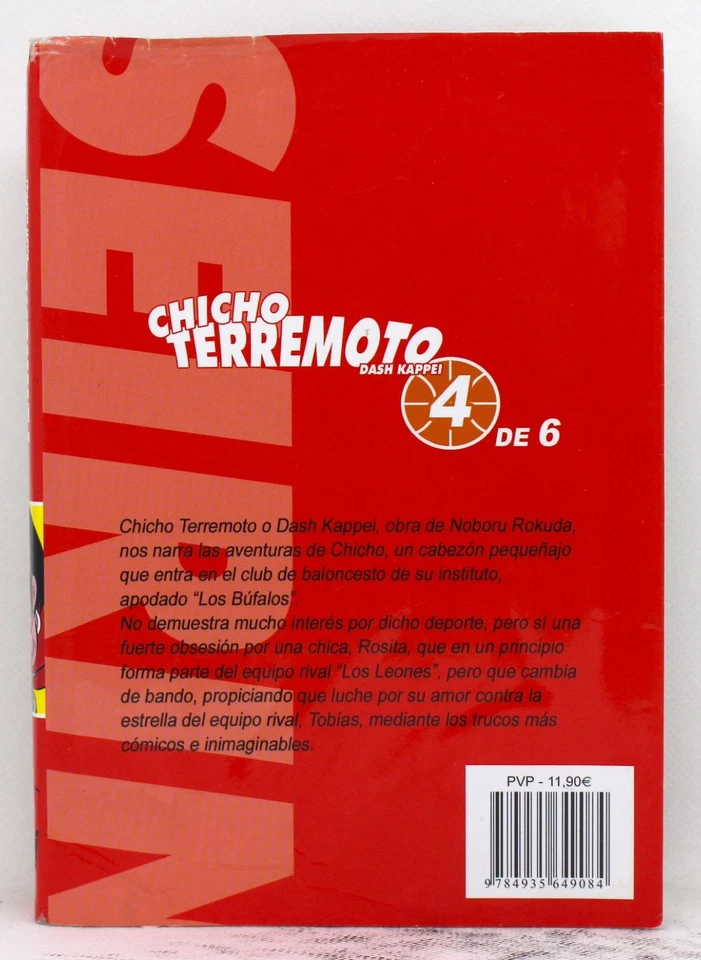 SEINEN
CHICHO
TERREMOTO
DASH KAPPEI
4
DE 6
Chicho Terremoto o Dash Kappei, obra de Noboru Rokuda,
nos narra las aventuras de Chicho, un cabezón pequeñajo
que entra en el club de baloncesto de su instituto,
apodado “Los Búfalos”.
No demuestra mucho interés por dicho deporte, pero sí una
fuerte obsesión por una chica, Rosita, que en un principio
forma parte del equipo rival “Los Leones”, pero que cambia
de bando, propiciando que luche por su amor contra la
estrella del equipo rival, Tobías, mediante los trucos más
cómicos e inimaginables.
PVP - 11,90€
9 784935 649084